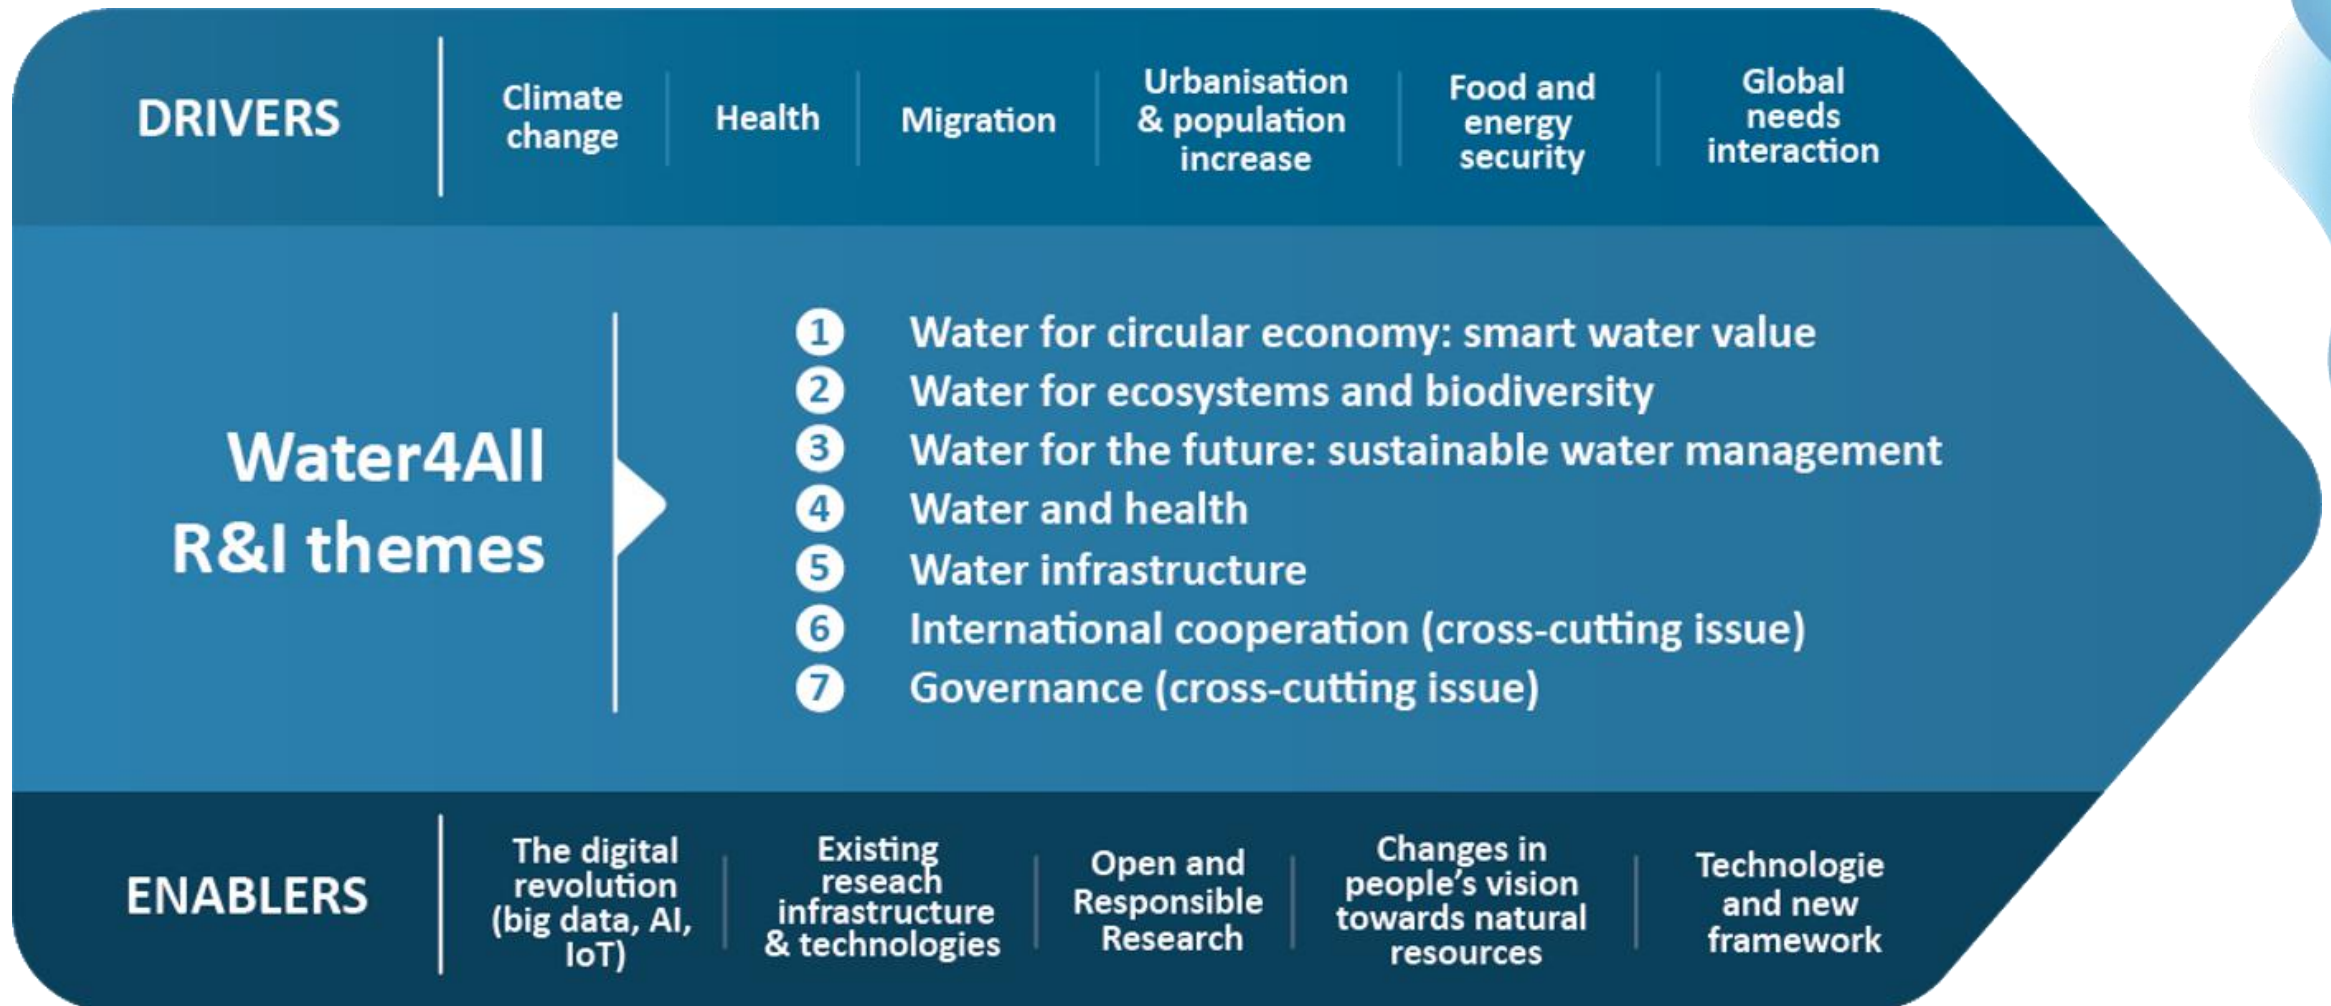 DRIVERS
Climate
change
Health
Migration
Urbanisation
& population
increase
Food and
energy
security
Global
needs
interaction
Water4All
R&I themes
1 Water for circular economy: smart water value
2 Water for ecosystems and biodiversity
3 Water for the future: sustainable water management
4 Water and health
5 Water infrastructure
6 International cooperation (cross-cutting issue)
7 Governance (cross-cutting issue)
ENABLERS
The digital
revolution
(big data, AI,
IoT)
Existing
reseach
infrastructure
& technologies
Open and
Responsible
Research
Changes in
people's vision
towards natural
resources
Technologie
and new
framework